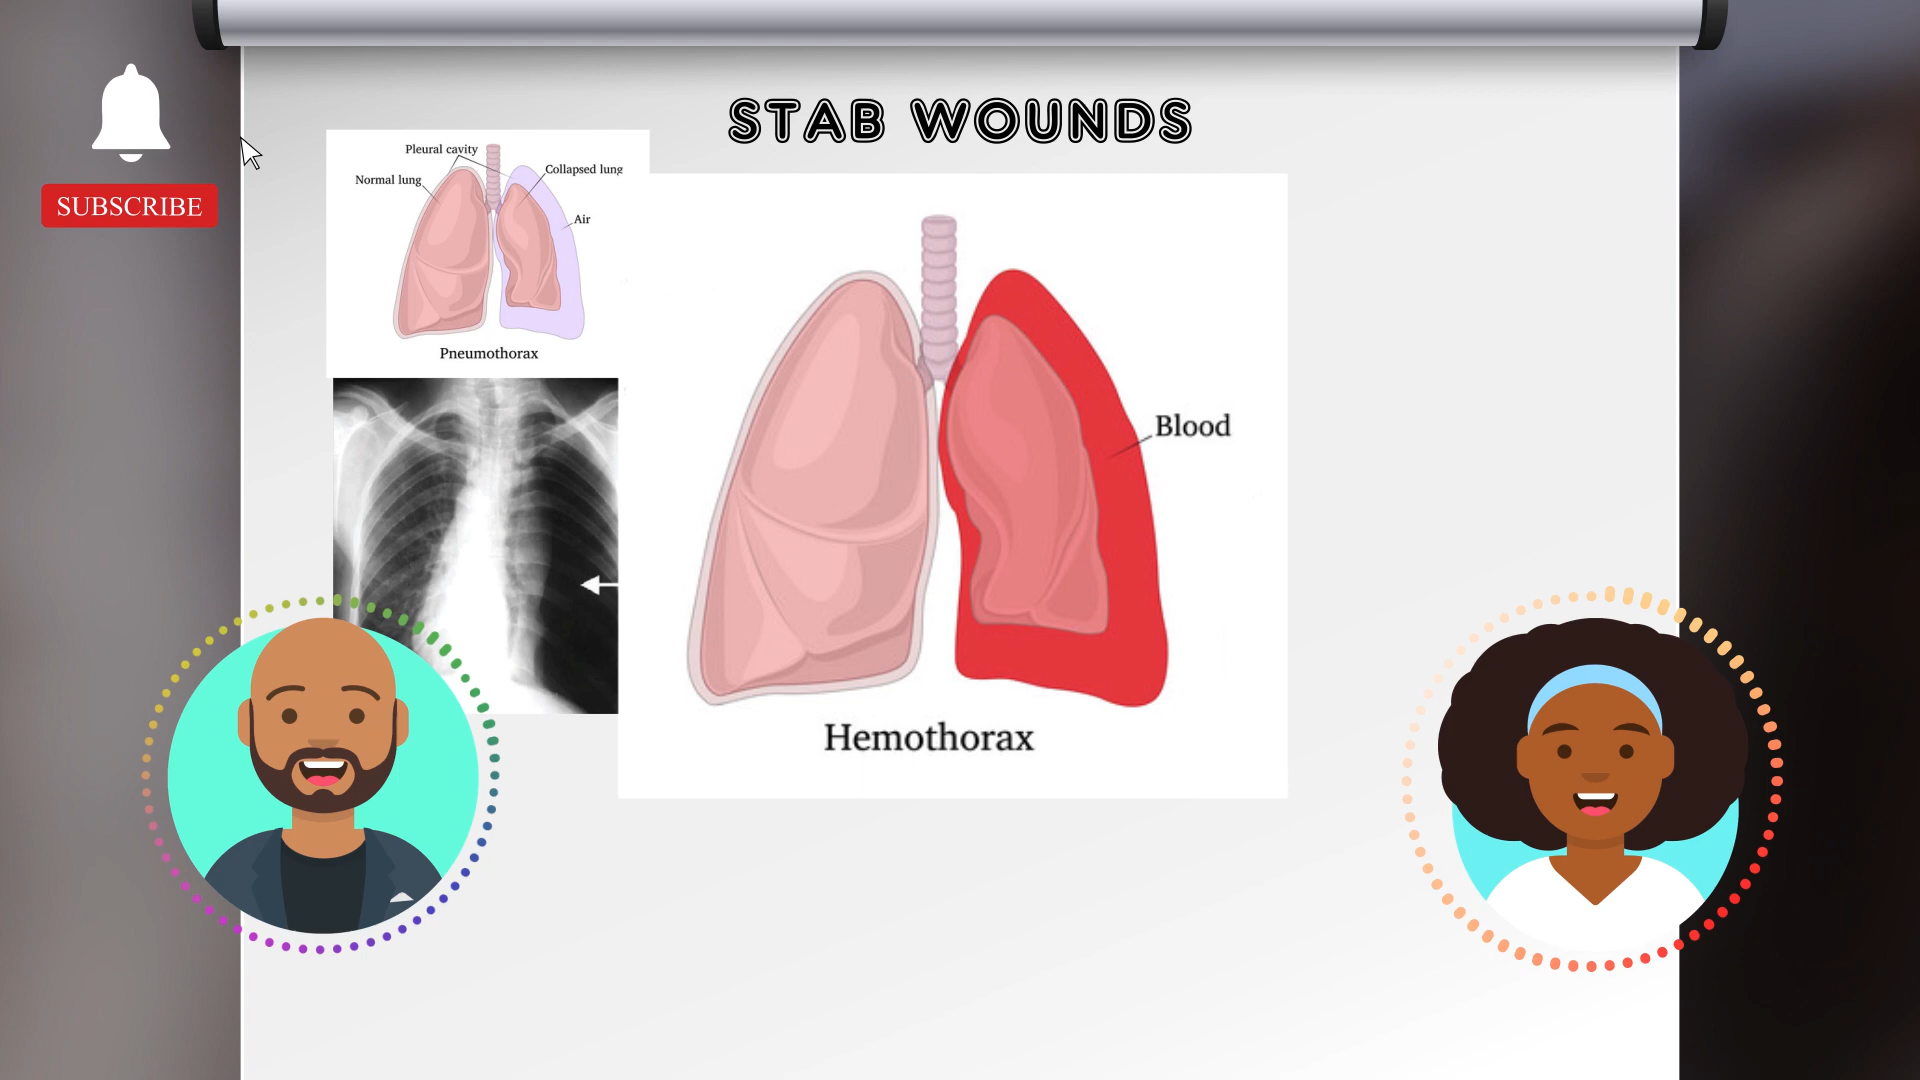 STAB WOUNDS
SUBSCRIBE
Pleural cavity
Collapsed lung
Normal lung
Air
Pneumothorax
Blood
Hemothorax